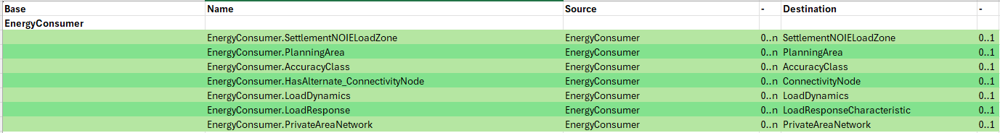 Base Name Source - Destination -
EnergyConsumer
EnergyConsumer.SettlementNOIELoadZone EnergyConsumer 0..n SettlementNOIELoadZone 0..1
EnergyConsumer.PlanningArea EnergyConsumer 0..n PlanningArea 0..1
EnergyConsumer.AccuracyClass EnergyConsumer 0..n AccuracyClass 0..1
EnergyConsumer.HasAlternate_ConnectivityNode EnergyConsumer 0..n ConnectivityNode 0..1
EnergyConsumer.LoadDynamics EnergyConsumer 0..n LoadDynamics 0..1
EnergyConsumer.LoadResponse EnergyConsumer 0..n LoadResponseCharacteristic 0..1
EnergyConsumer.PrivateAreaNetwork EnergyConsumer 0..n PrivateAreaNetwork 0..1